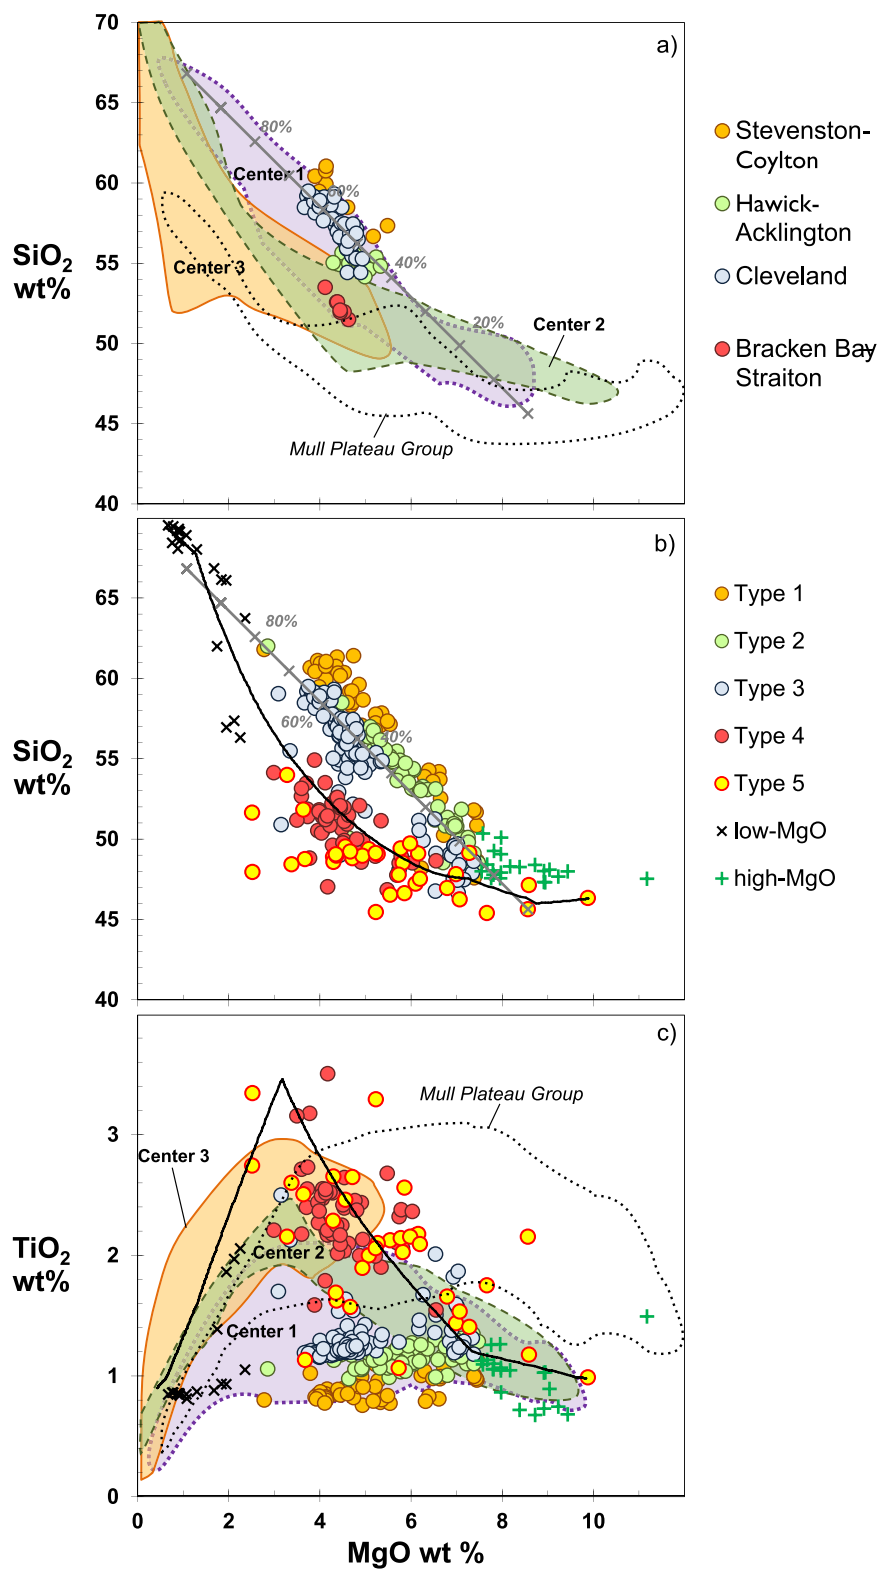 70
a)
65
80%
60
Center 1
60%
SiO2
wt%
55
Center 3
40%
50
20%
Center 2
45
Mull Plateau Group
40
Stevenston-
Coylton
Hawick-
Acklington
Cleveland
Bracken Bay-
Straiton
b)
65
80%
60
60%
SiO2
wt%
40%
55
50
45
40
Type 1
Type 2
Type 3
Type 4
Type 5
low-MgO
high-MgO
c)
Mull Plateau Group
3
Center 3
TiO2
wt%
2
Center 2
Center 1
1
0
0 2 4 6 8 10
MgO wt %